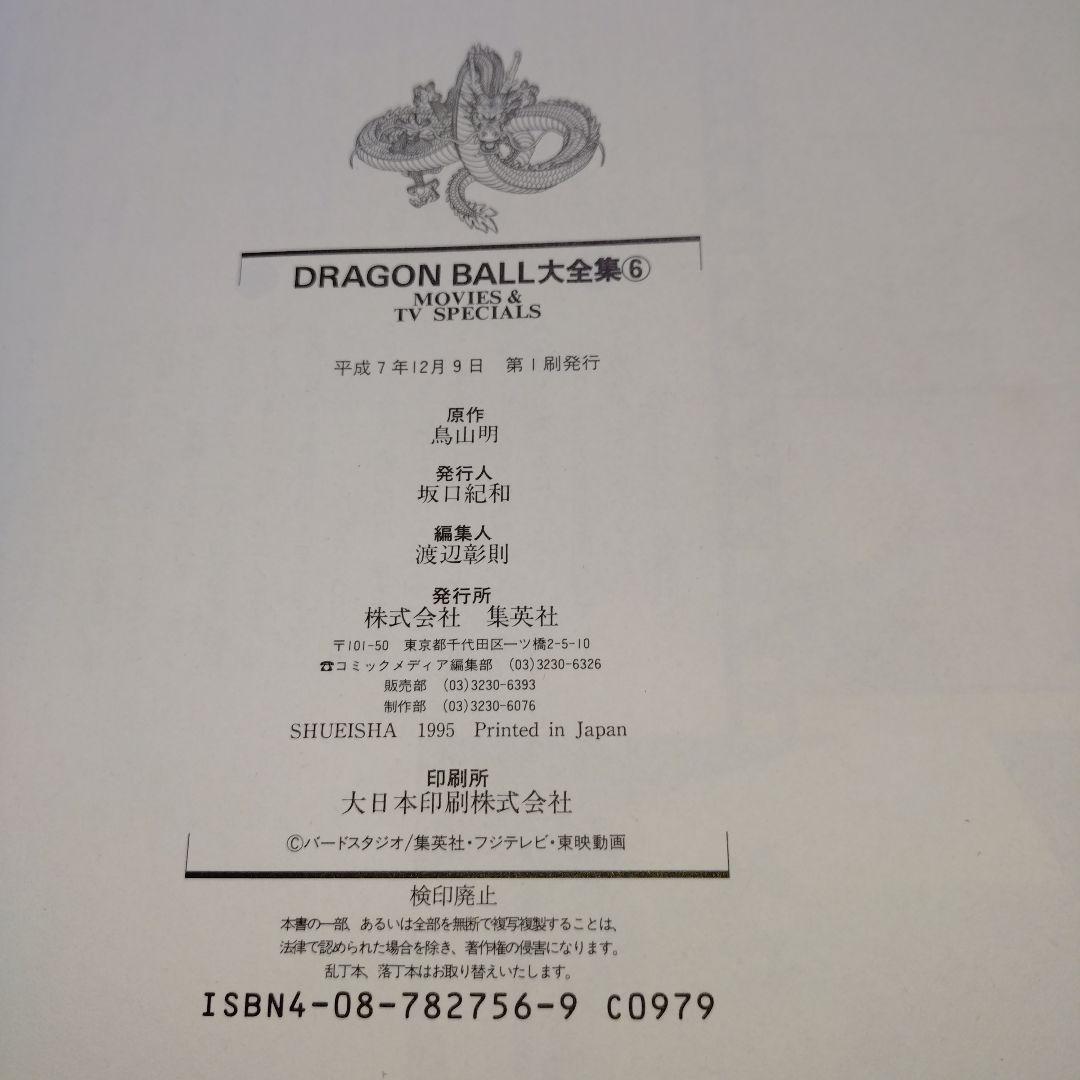 DRAGON BALL大全集⑥
MOVIES &
TV SPECIALS
平成7年12月9日　第1刷発行
原作
鳥山明
発行人
坂口紀和
編集人
渡辺彰則
発行所
株式会社　集英社
〒101-50　東京都千代田区一ツ橋2-5-10
☎コミックメディア編集部　(03)3230-6326
販売部　(03)3230-6393
制作部　(03)3230-6076
SHUEISHA　1995　Printed in Japan
印刷所
大日本印刷株式会社
©バードスタジオ/集英社・フジテレビ・東映動画
検印廃止
本書の一部、あるいは全部を無断で複写複製することは、
法律で認められた場合を除き、著作権の侵害になります。
乱丁本、落丁本はお取り替えいたします。
ISBN4-08-782756-9 C0979